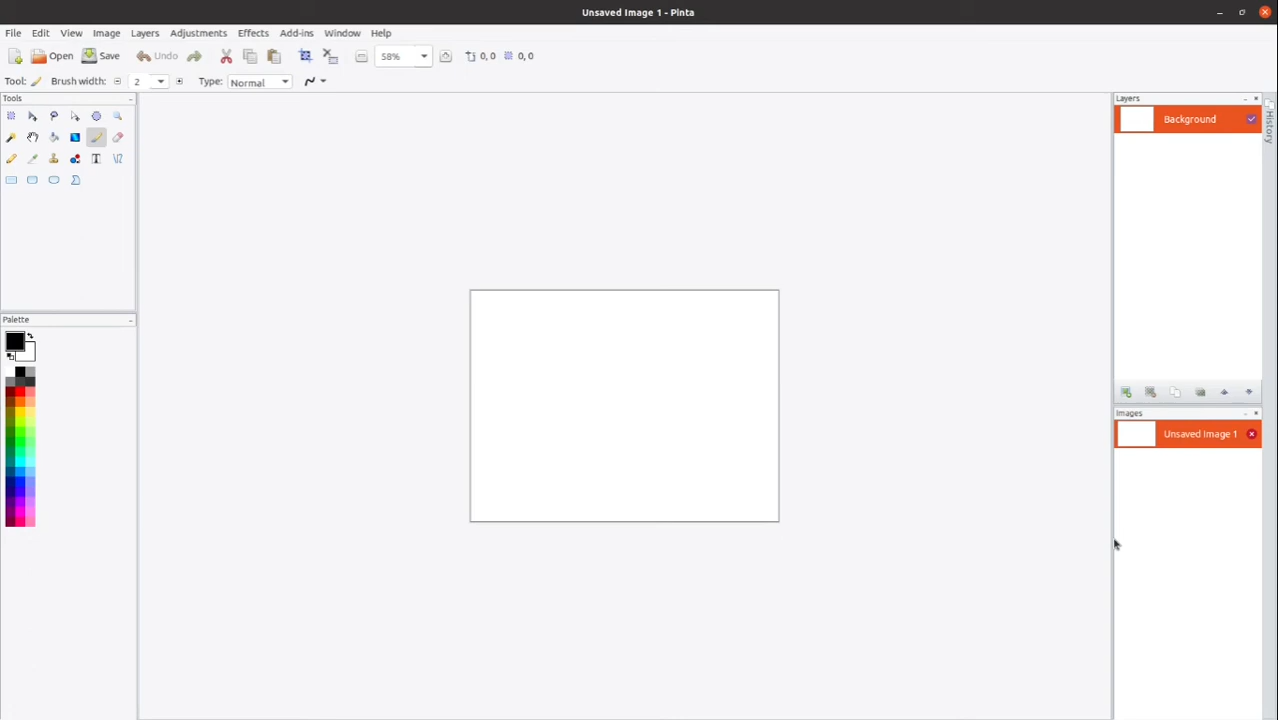 Unsaved Image 1 - Pinta
File Edit View Image Layers Adjustments Effects Add-ins Window Help
Open Save Undo 58% 0, 0 0, 0
Tool: Brush width: 2 Type: Normal
Tools
Palette
Layers
Background
History
Images
Unsaved Image 1